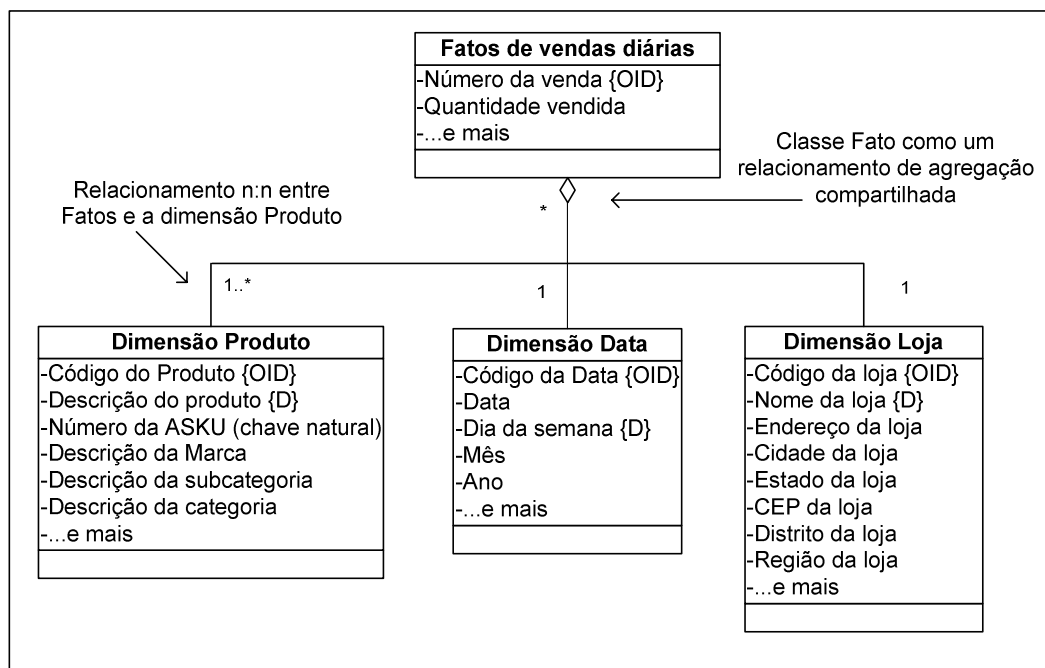 Fatos de vendas diárias
-Número da venda {OID}
-Quantidade vendida
-...e mais
Classe Fato como um
relacionamento de agregação
compartilhada
Relacionamento n:n entre
Fatos e a dimensão Produto
*
1..*
1
1
Dimensão Produto
-Código do Produto {OID}
-Descrição do produto {D}
-Número da ASKU (chave natural)
-Descrição da Marca
-Descrição da subcategoria
-Descrição da categoria
-...e mais
Dimensão Data
-Código da Data {OID}
-Data
-Dia da semana {D}
-Mês
-Ano
-...e mais
Dimensão Loja
-Código da loja {OID}
-Nome da loja {D}
-Endereço da loja
-Cidade da loja
-Estado da loja
-CEP da loja
-Distrito da loja
-Região da loja
-...e mais